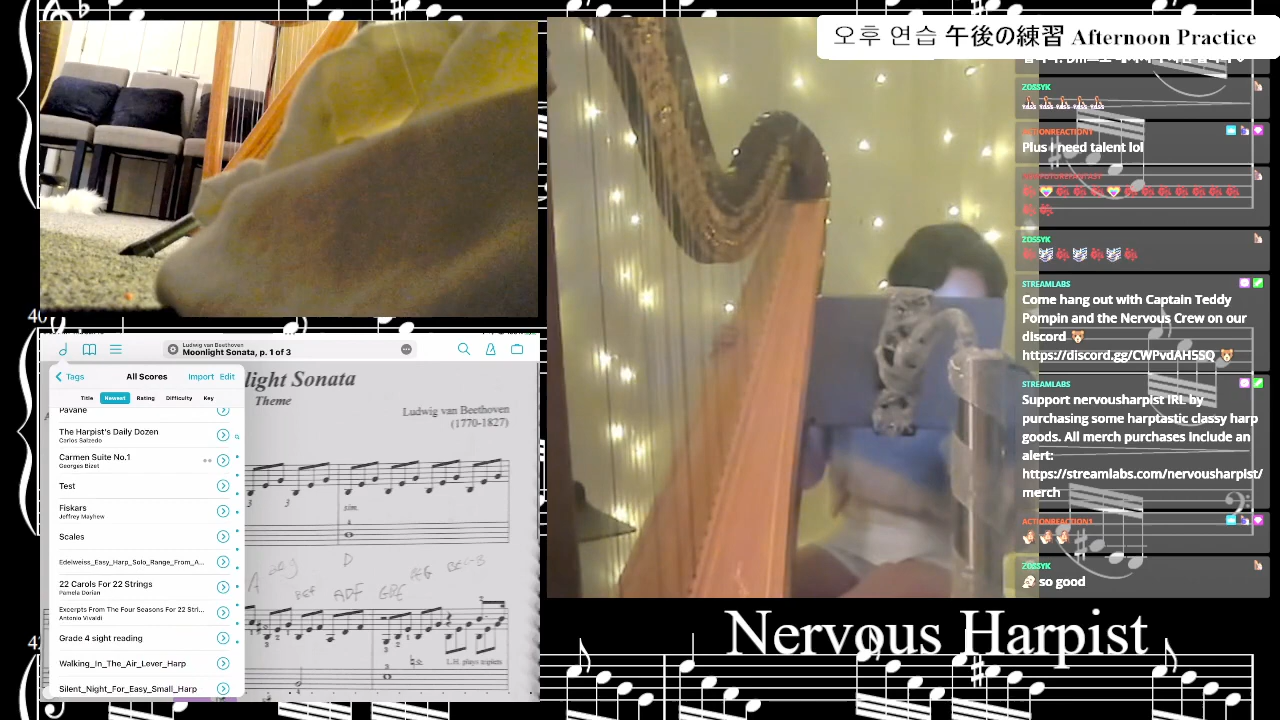 오후 연습 午後の練習 Afternoon Practice
ZOSSYK
ACTIONREACTION1
Plus I need talent lol
ZOSSYK
STREAMLABS
Come hang out with Captain Teddy
Pompin and the Nervous Crew on our
discord
https://discord.gg/CWPvdAH5SQ
STREAMLABS
Support nervousharpist IRL by
purchasing some harptastic classy harp
goods. All merch purchases include an
alert:
https://streamlabs.com/nervousharpist/
merch
ACTIONREACTION1
ZOSSYK
so good
Nervous Harpist
40
42
Ludwig van Beethoven
Moonlight Sonata, p. 1 of 3
Tags
All Scores
Import Edit
Title Newest Rating Difficulty Key
Pavane
The Harpist's Daily Dozen
Carlos Salzedo
Carmen Suite No.1
Georges Bizet
Test
Fiskars
Jeffrey Mayhew
Scales
Edelweiss_Easy_Harp_Solo_Range_From_A...
22 Carols For 22 Strings
Pamela Dorian
Excerpts From The Four Seasons For 22 Stri...
Antonio Vivaldi
Grade 4 sight reading
Walking_In_The_Air_Lever_Harp
Silent_Night_For_Easy_Small_Harp
light Sonata
Theme
Ludwig van Beethoven
(1770-1827)
sim.
D
A
ADF
L.H. plays triplets